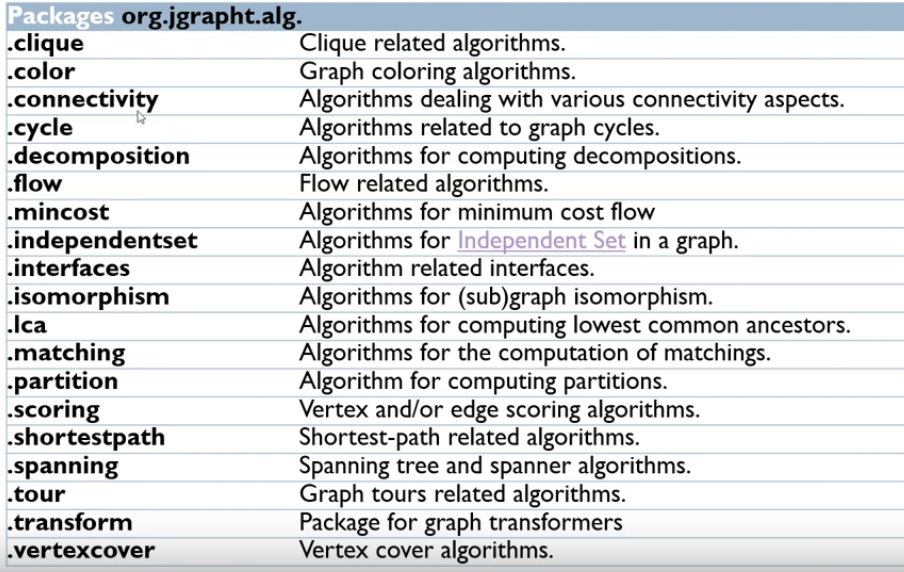 Packages org.jgrapht.alg.
.clique Clique related algorithms.
.color Graph coloring algorithms.
.connectivity Algorithms dealing with various connectivity aspects.
.cycle Algorithms related to graph cycles.
.decomposition Algorithms for computing decompositions.
.flow Flow related algorithms.
.mincost Algorithms for minimum cost flow
.independentset Algorithms for Independent Set in a graph.
.interfaces Algorithm related interfaces.
.isomorphism Algorithms for (sub)graph isomorphism.
.lca Algorithms for computing lowest common ancestors.
.matching Algorithms for the computation of matchings.
.partition Algorithm for computing partitions.
.scoring Vertex and/or edge scoring algorithms.
.shortestpath Shortest-path related algorithms.
.spanning Spanning tree and spanner algorithms.
.tour Graph tours related algorithms.
.transform Package for graph transformers
.vertexcover Vertex cover algorithms.